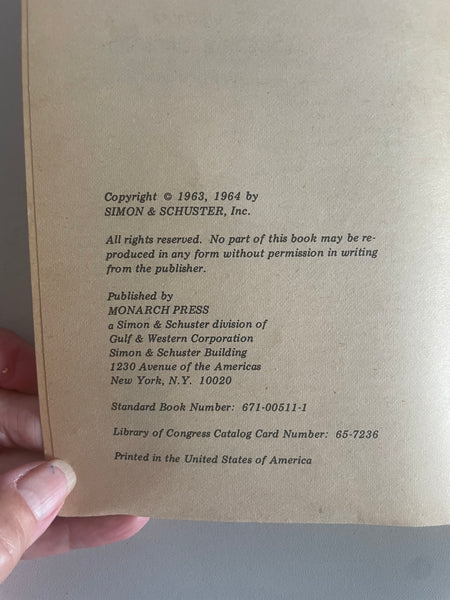 Copyright © 1963, 1964 by
SIMON & SCHUSTER, Inc.
All rights reserved. No part of this book may be re-
produced in any form without permission in writing
from the publisher.
Published by
MONARCH PRESS
a Simon & Schuster division of
Gulf & Western Corporation
Simon & Schuster Building
1230 Avenue of the Americas
New York, N.Y. 10020
Standard Book Number: 671-00511-1
Library of Congress Catalog Card Number: 65-7236
Printed in the United States of America